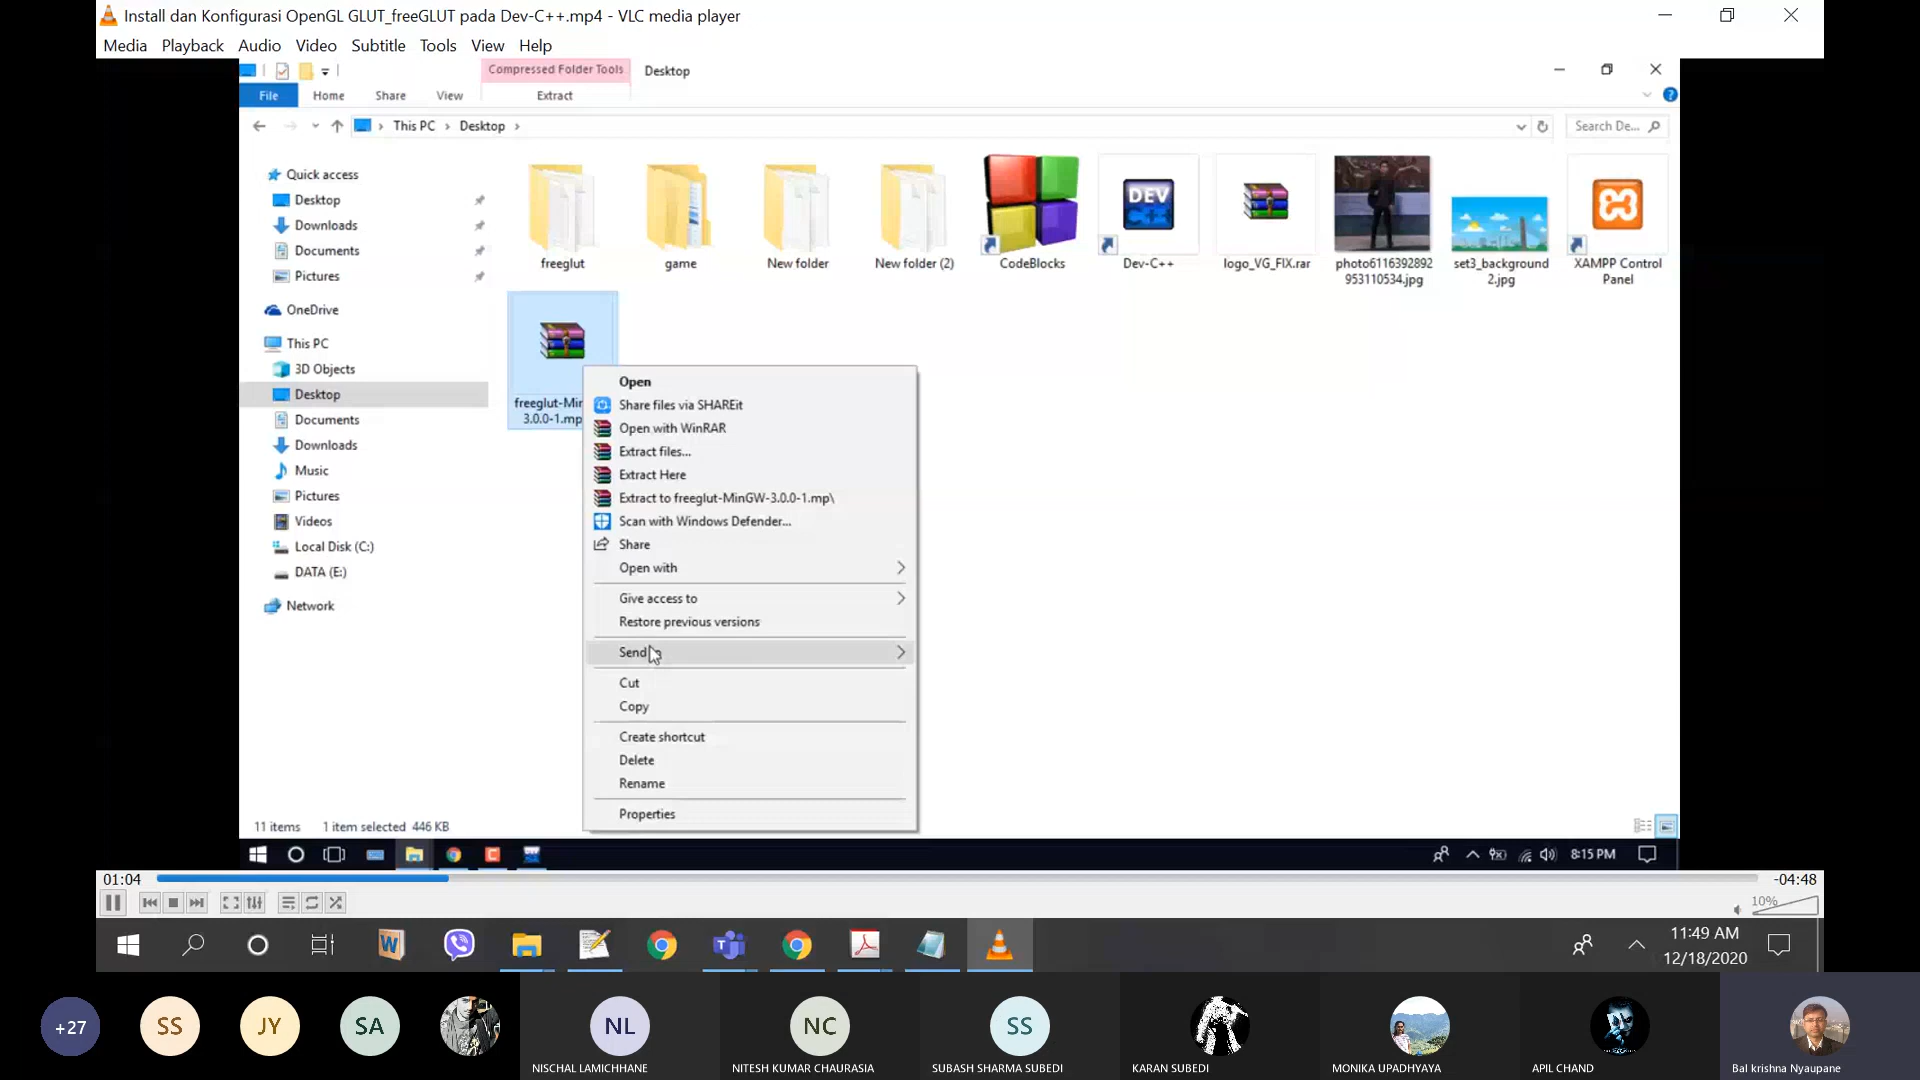 Install dan Konfigurasi OpenGL GLUT_freeGLUT pada Dev-C++.mp4 - VLC media player
Media Playback Audio Video Subtitle Tools View Help
Compressed Folder Tools Desktop
File Home Share View Extract
This PC Desktop
Search De...
Quick access
Desktop
Downloads
Documents
Pictures
OneDrive
This PC
3D Objects
Desktop
Documents
Downloads
Music
Pictures
Videos
Local Disk (C:)
DATA (E:)
Network
freeglut
game
New folder
New folder (2)
CodeBlocks
DEV
C++
Dev-C++
logo_VG_FIX.rar
photo6116392892
953110534.jpg
set3_background
2.jpg
XAMPP Control
Panel
freeglut-Min
3.0.0-1.mp
Open
Share files via SHAREit
Open with WinRAR
Extract files...
Extract Here
Extract to freeglut-MinGW-3.0.0-1.mp\
Scan with Windows Defender...
Share
Open with
Give access to
Restore previous versions
Send
Cut
Copy
Create shortcut
Delete
Rename
Properties
11 items 1 item selected 446 KB
8:15 PM
01:04
-04:48
10%
11:49 AM
12/18/2020
+27
SS
JY
SA
NL
NISCHAL LAMICHHANE
NC
NITESH KUMAR CHAURASIA
SS
SUBASH SHARMA SUBEDI
KARAN SUBEDI
MONIKA UPADHYAYA
APIL CHAND
Bal krishna Nyaupane